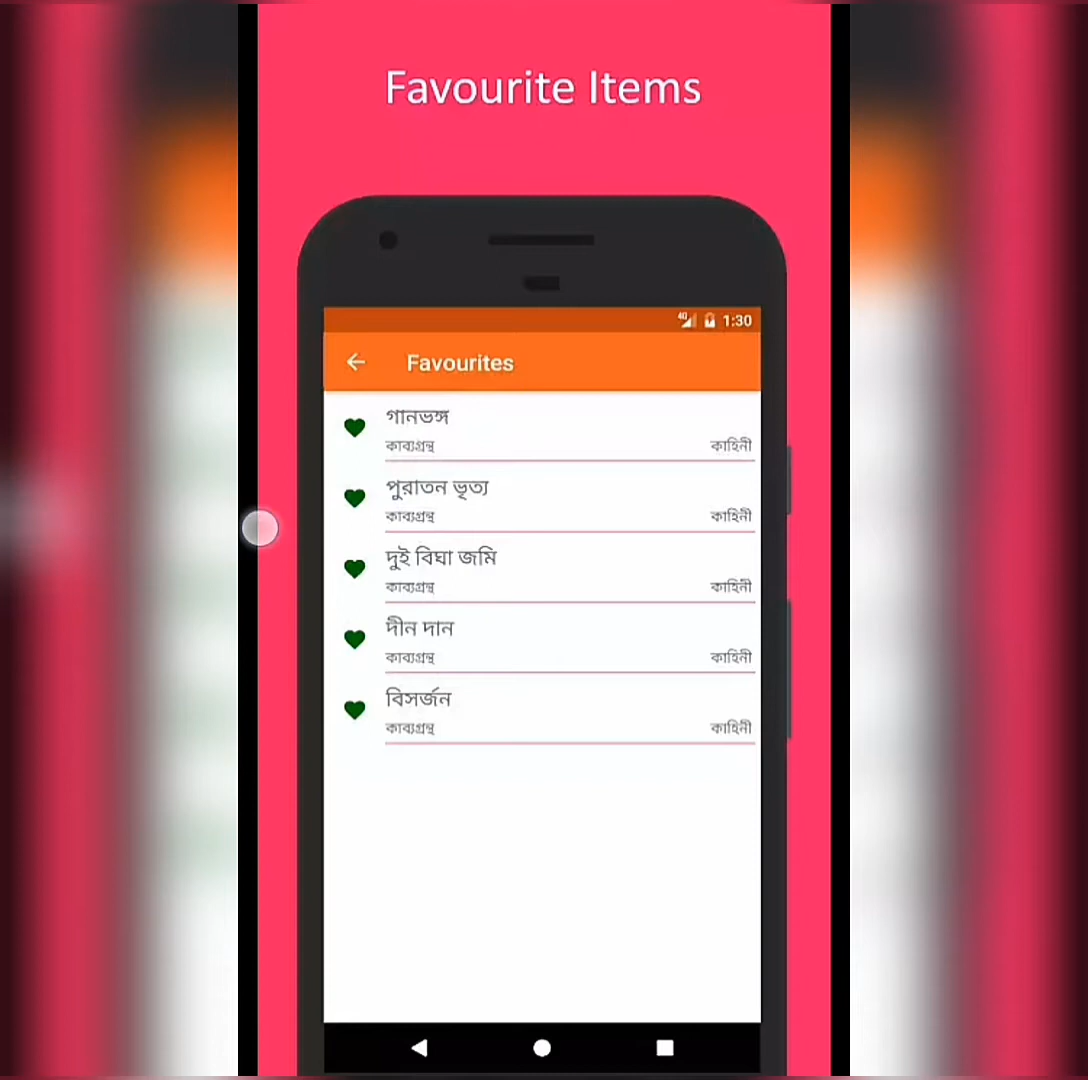 Favourite Items
4G 1:30
Favourites
গানভঙ্গ
কাব্যগ্রন্থ কাহিনী
পুরাতন ভৃত্য
কাব্যগ্রন্থ কাহিনী
দুই বিঘা জমি
কাব্যগ্রন্থ কাহিনী
দীন দান
কাব্যগ্রন্থ কাহিনী
বিসর্জন
কাব্যগ্রন্থ কাহিনী